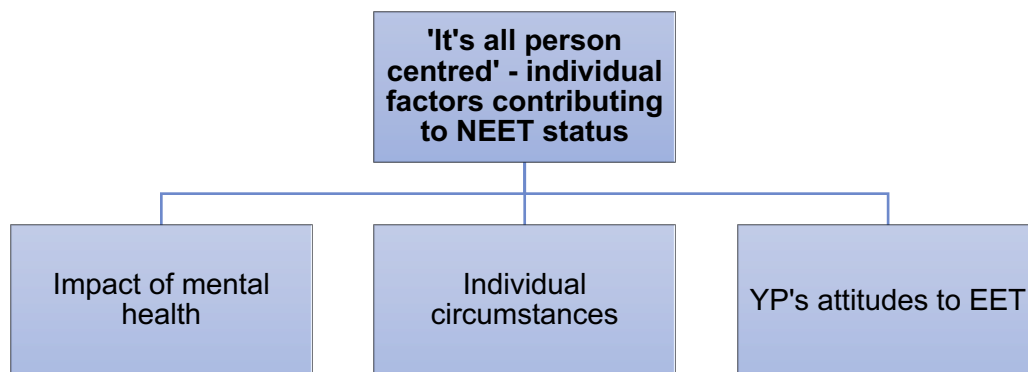 'It's all person
centred' - individual
factors contributing
to NEET status
Impact of mental
health
Individual
circumstances
YP's attitudes to EET